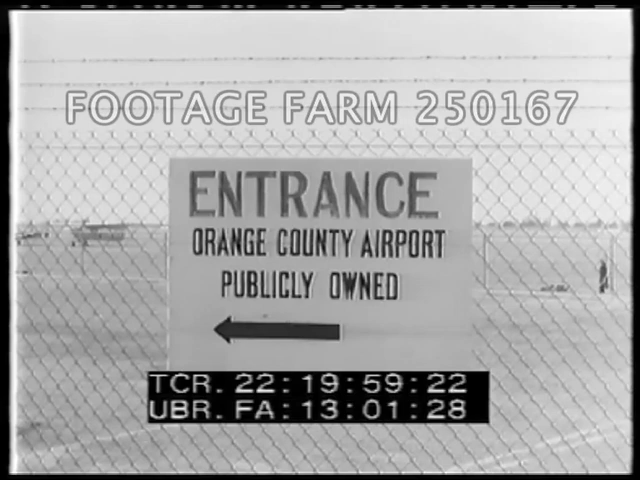 FOOTAGE FARM 250167
ENTRANCE
ORANGE COUNTY AIRPORT
PUBLICLY OWNED
TCR. 22:19:59:22
UBR. FA:13:01:28